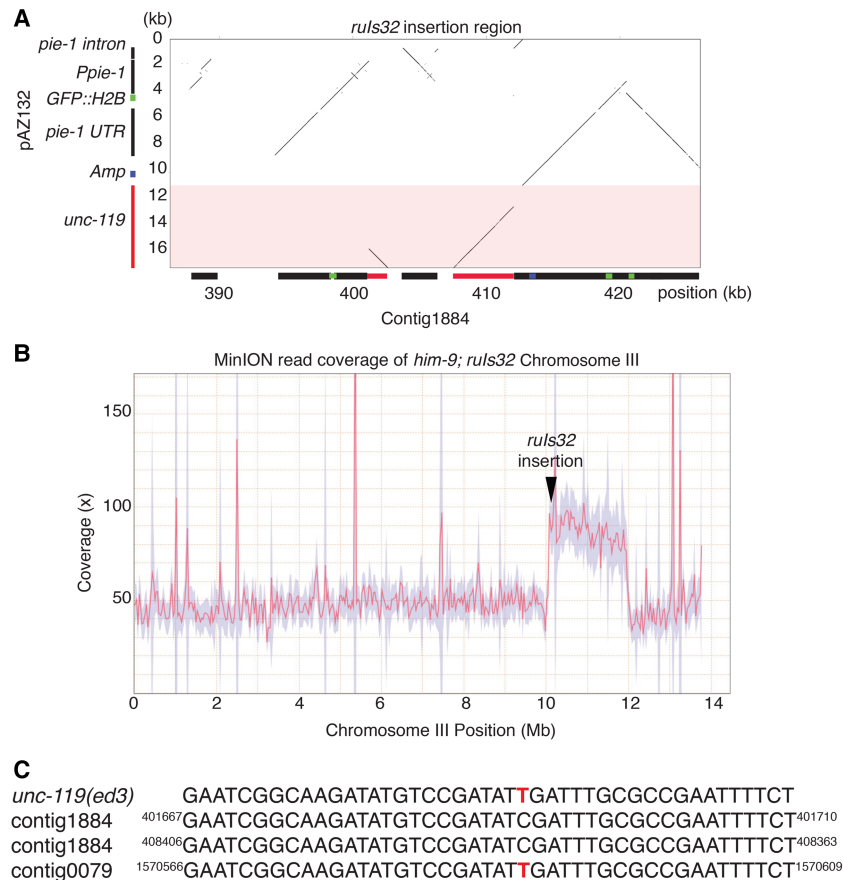 A
(kb)
ruIs32 insertion region
pie-1 intron
Ppie-1
GFP::H2B
pie-1 UTR
Amp
unc-119
pAZ132
0
2
4
6
8
10
12
14
16
390
400
410
420
position (kb)
Contig1884
B
MinION read coverage of him-9; ruIs32 Chromosome III
Coverage (x)
150
100
50
ruIs32
insertion
0
2
4
6
8
10
12
14
Chromosome III Position (Mb)
C
unc-119(ed3) GAATCGGCAAGATATGTCCGATATTGATTTGCGCCGAATTTTCT
contig1884 401667GAATCGGCAAGATATGTCCGATATCGATTTGCGCCGAATTTTCT401710
contig1884 408406GAATCGGCAAGATATGTCCGATATCGATTTGCGCCGAATTTTCT408363
contig0079 1570566GAATCGGCAAGATATGTCCGATATTGATTTGCGCCGAATTTTCT1570609